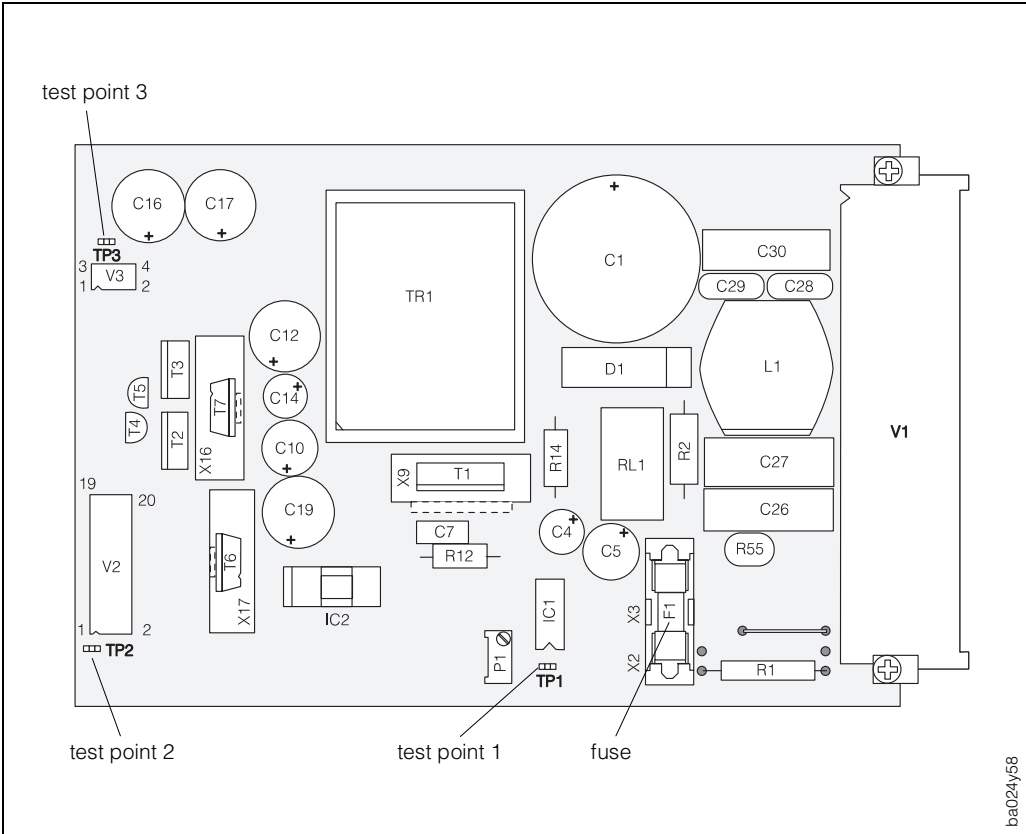 test point 3
C16
C17
TP3
3
4
V3
1
2
TR1
C1
C30
C29
C28
C12
D1
L1
T3
T5
T7
C14
V1
T4
T2
C10
R14
RL1
R2
C27
X16
X9
T1
19
20
C19
C26
C7
C4
C5
R55
R12
V2
T6
X17
IC2
IC1
X3
F1
1
2
P1
X2
TP2
TP1
R1
test point 2
test point 1
fuse
ba024y58